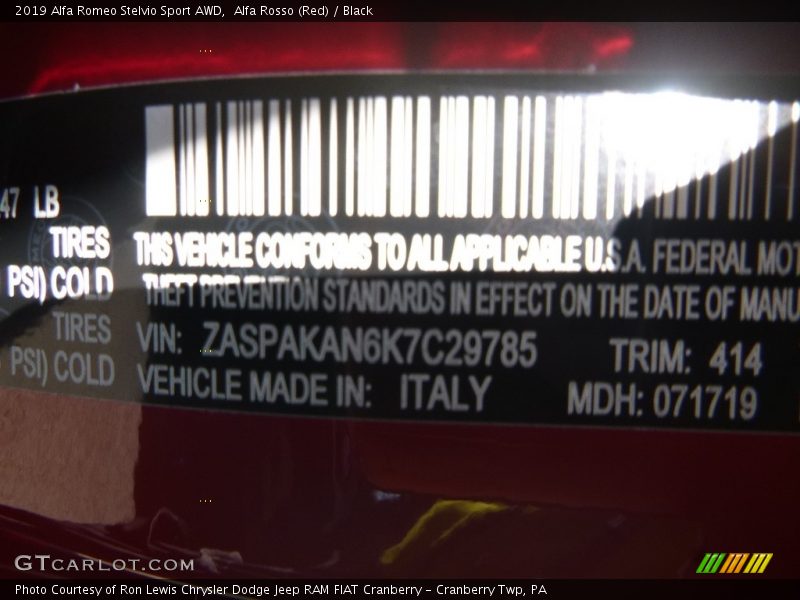 2019 Alfa Romeo Stelvio Sport AWD,  Alfa Rosso (Red) / Black
47 LB
TIRES
PSI) COLD
TIRES
PSI) COLD
THIS VEHICLE CONFORMS TO ALL APPLICABLE U.S.A. FEDERAL MOT
THEFT PREVENTION STANDARDS IN EFFECT ON THE DATE OF MANU
VIN: ZASPAKAN6K7C29785
TRIM: 414
VEHICLE MADE IN: ITALY
MDH: 071719
GTCARLOT.COM
Photo Courtesy of Ron Lewis Chrysler Dodge Jeep RAM FIAT Cranberry – Cranberry Twp, PA